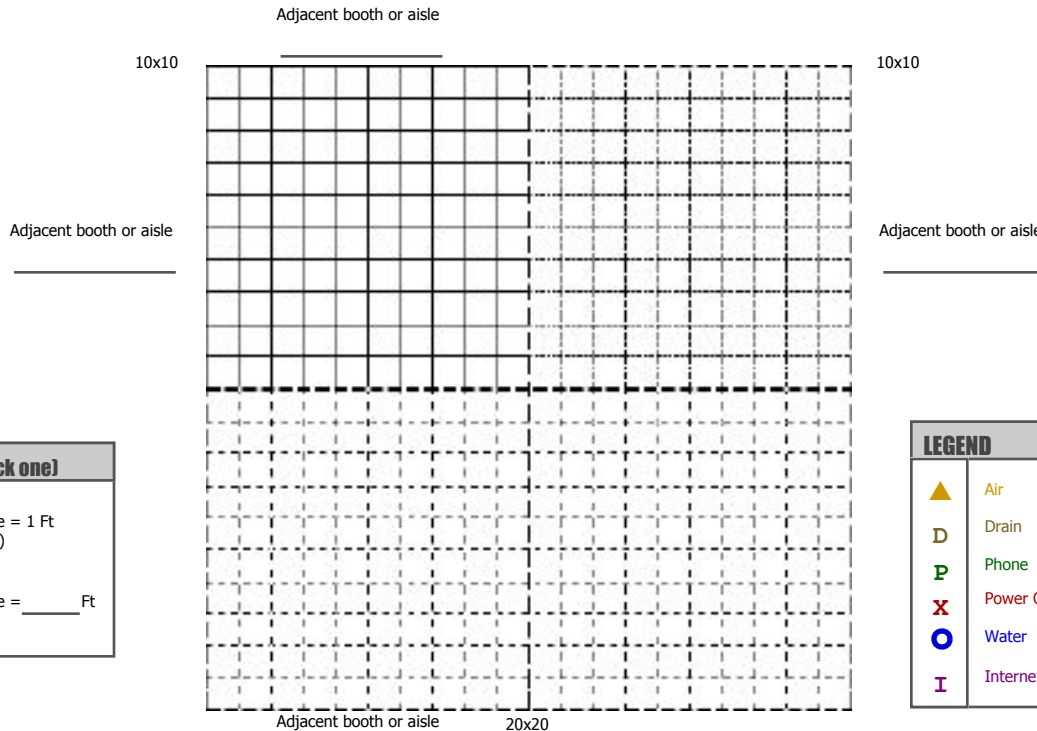 Adjacent booth or aisle
10x10
10x10
Adjacent booth or aisle
Adjacent booth or aisle
ck one)
e = 1 Ft
)
e = ______ Ft
LEGEND
Air
D Drain
P Phone
X Power
Water
I Interne
Adjacent booth or aisle
20x20